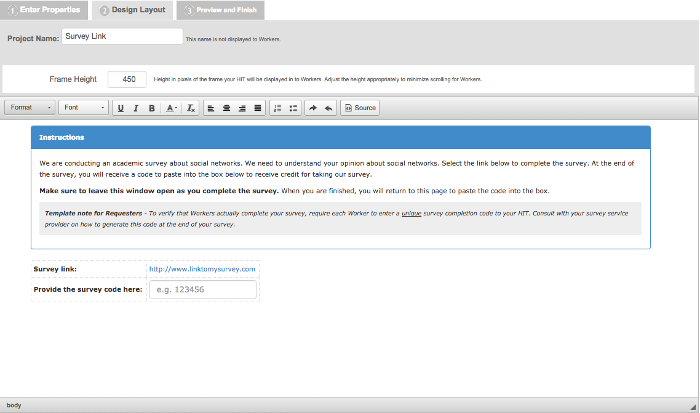 1 Enter Properties 2 Design Layout 3 Preview and Finish
Project Name: Survey Link This name is not displayed to Workers.
Frame Height 450 Height in pixels of the frame your HIT will be displayed in to Workers. Adjust the height appropriately to minimize scrolling for Workers.
Format Font U I B A Ix Source
Instructions
We are conducting an academic survey about social networks. We need to understand your opinion about social networks. Select the link below to complete the survey. At the end of
the survey, you will receive a code to paste into the box below to receive credit for taking our survey.
Make sure to leave this window open as you complete the survey. When you are finished, you will return to this page to paste the code into the box.
Template note for Requesters - To verify that Workers actually complete your survey, require each Worker to enter a unique survey completion code to your HIT. Consult with your survey service
provider on how to generate this code at the end of your survey.
Survey link: http://www.linktomysurvey.com
Provide the survey code here: e.g. 123456
body